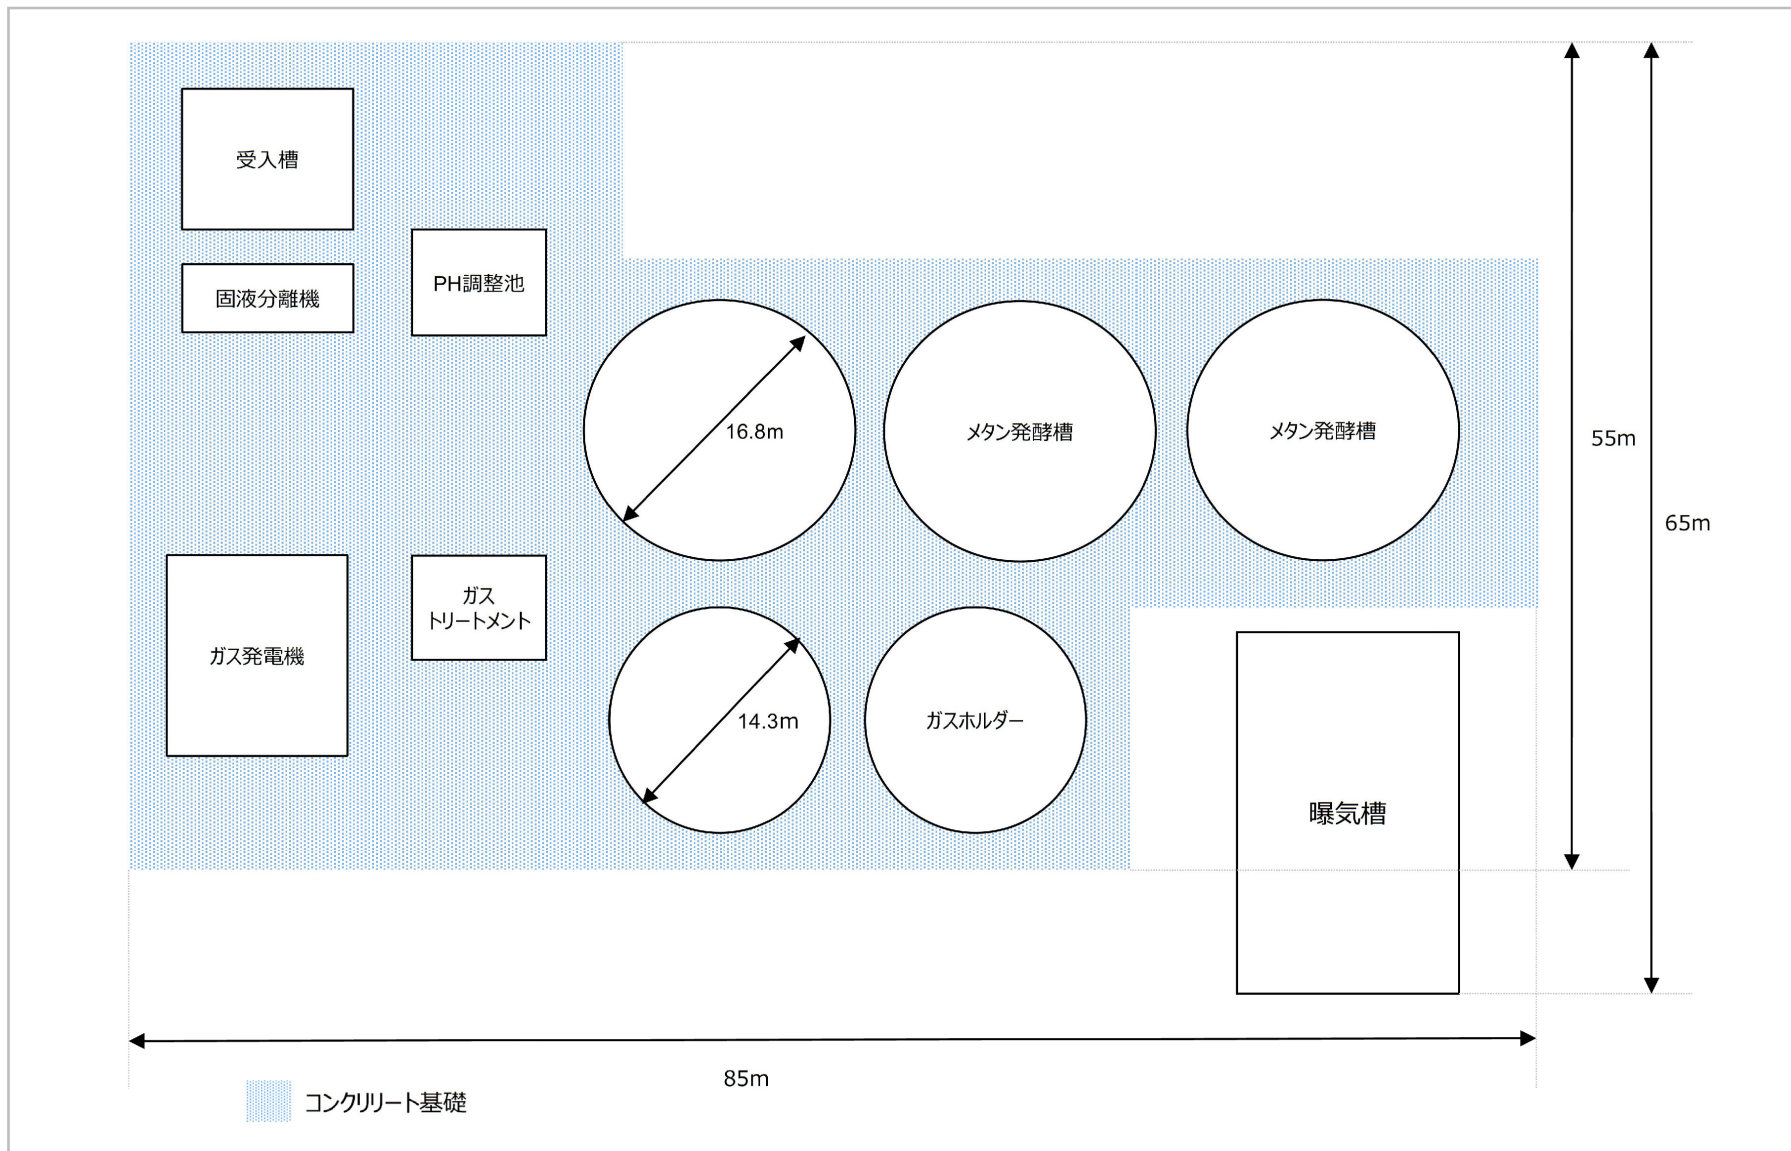 受入槽
固液分離機
PH調整池
16.8m
メタン発酵槽
メタン発酵槽
55m
65m
ガス発電機
ガス
トリートメント
14.3m
ガスホルダー
曝気槽
85m
コンクリリート基礎